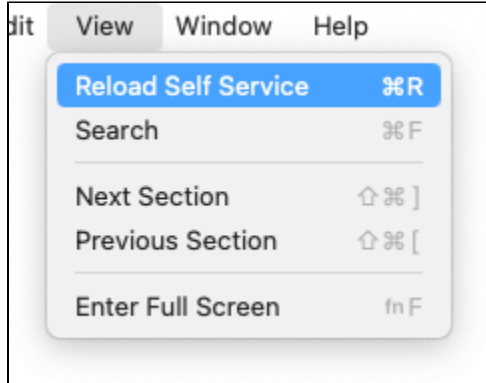 dit View Window Help
Reload Self Service ⌘R
Search ⌘F
Next Section ⇧⌘]
Previous Section ⇧⌘[
Enter Full Screen fn F